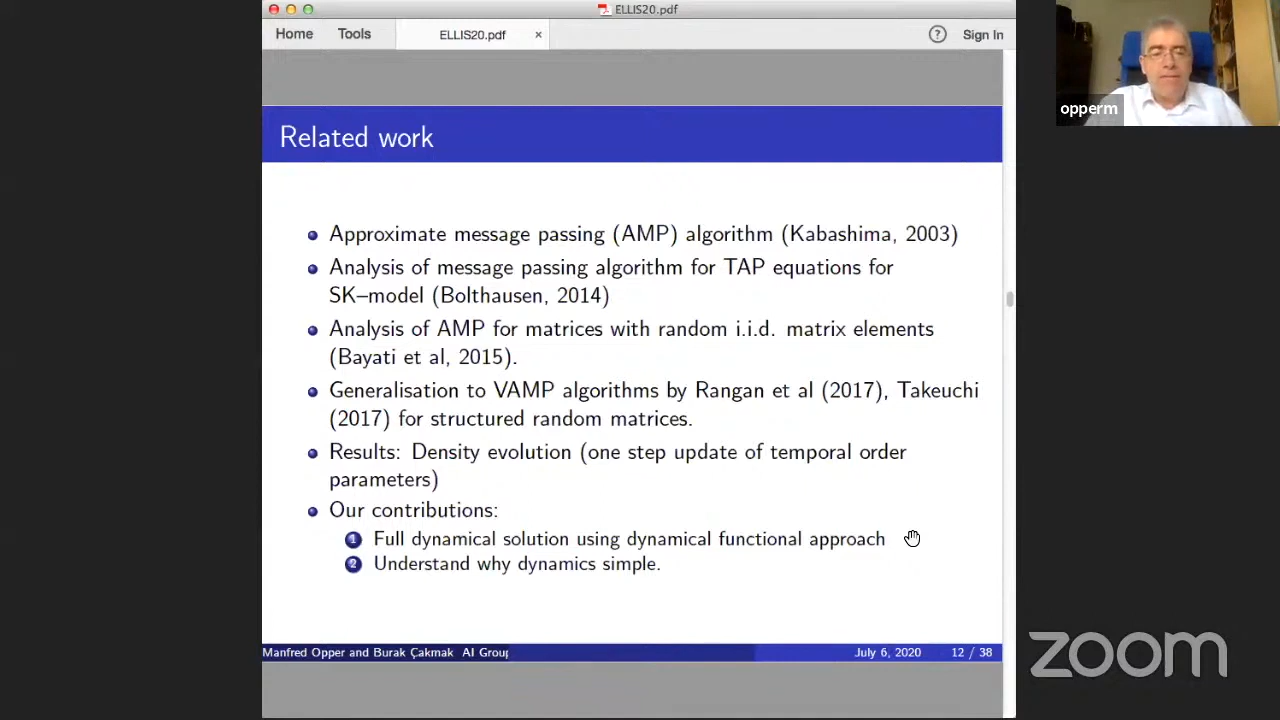 ELLIS20.pdf
Home Tools ELLIS20.pdf × ? Sign In
Related work
opperm
Approximate message passing (AMP) algorithm (Kabashima, 2003)
Analysis of message passing algorithm for TAP equations for
SK–model (Bolthausen, 2014)
Analysis of AMP for matrices with random i.i.d. matrix elements
(Bayati et al, 2015).
Generalisation to VAMP algorithms by Rangan et al (2017), Takeuchi
(2017) for structured random matrices.
Results: Density evolution (one step update of temporal order
parameters)
Our contributions:
1 Full dynamical solution using dynamical functional approach
2 Understand why dynamics simple.
Manfred Opper and Burak Çakmak AI Group July 6, 2020 12 / 38
zoom